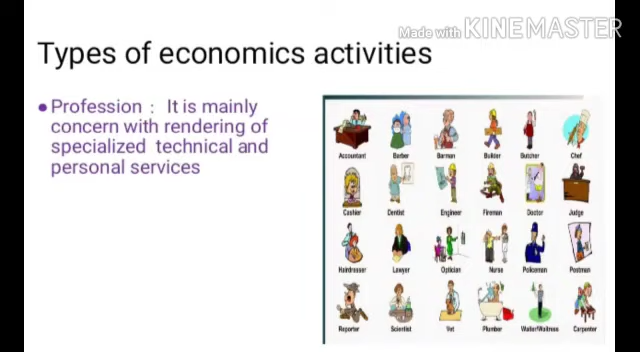 Made with KINEMASTER
Types of economics activities
Profession : It is mainly
concern with rendering of
specialized technical and
personal services
Accountant Barber Barman Builder Butcher Chef
Cashier Dentist Engineer Fireman Doctor Judge
Hairdresser Lawyer Optician Nurse Policeman Postman
Reporter Scientist Vet Plumber Waiter/Waitress Carpenter